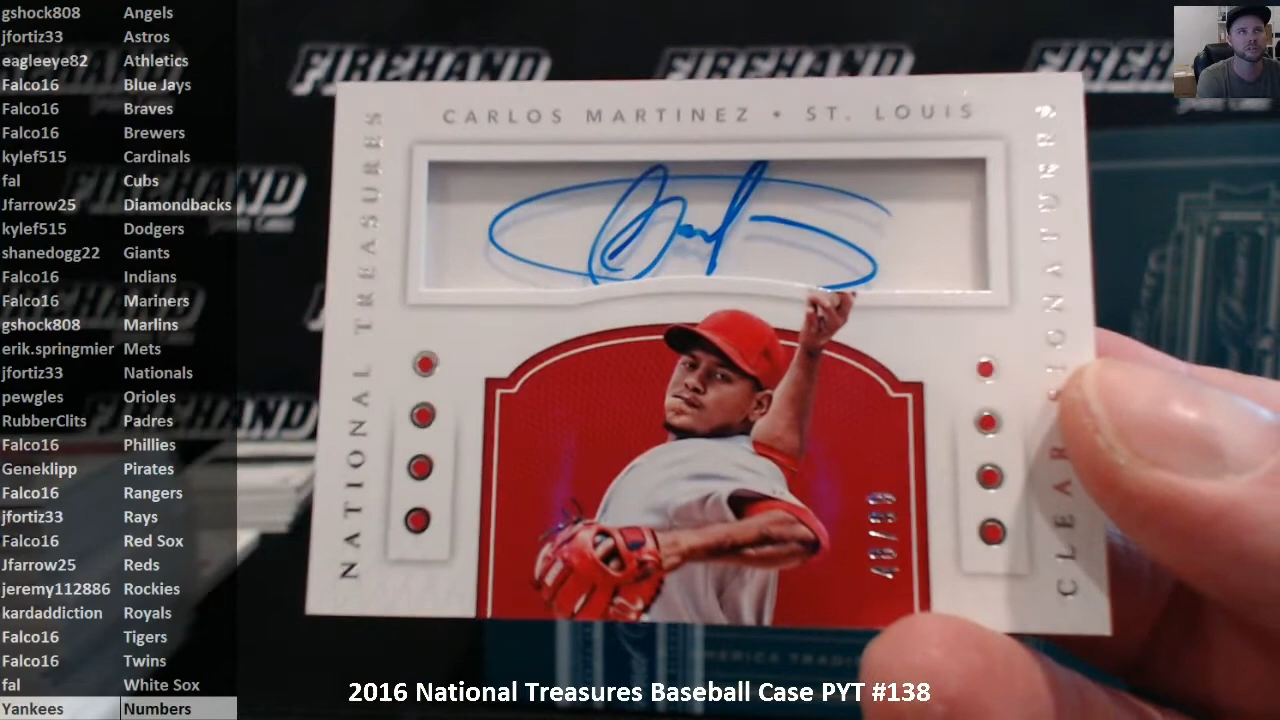 gshock808 Angels
jfortiz33 Astros
eagleeye82 Athletics
Falco16 Blue Jays
Falco16 Braves
Falco16 Brewers
kylef515 Cardinals
fal Cubs
Jfarrow25 Diamondbacks
kylef515 Dodgers
shanedogg22 Giants
Falco16 Indians
Falco16 Mariners
gshock808 Marlins
erik.springmier Mets
jfortiz33 Nationals
pewgles Orioles
RubberClits Padres
Falco16 Phillies
Geneklipp Pirates
Falco16 Rangers
jfortiz33 Rays
Falco16 Red Sox
Jfarrow25 Reds
jeremy112886 Rockies
kardaddiction Royals
Falco16 Tigers
Falco16 Twins
fal White Sox
Yankees Numbers
FIREHAND FIREHAND FIREH
CARLOS MARTINEZ • ST. LOUIS
NATIONAL TREASURES
CLEAR SIGNATURES
FIREHAND
2016 National Treasures Baseball Case PYT #138